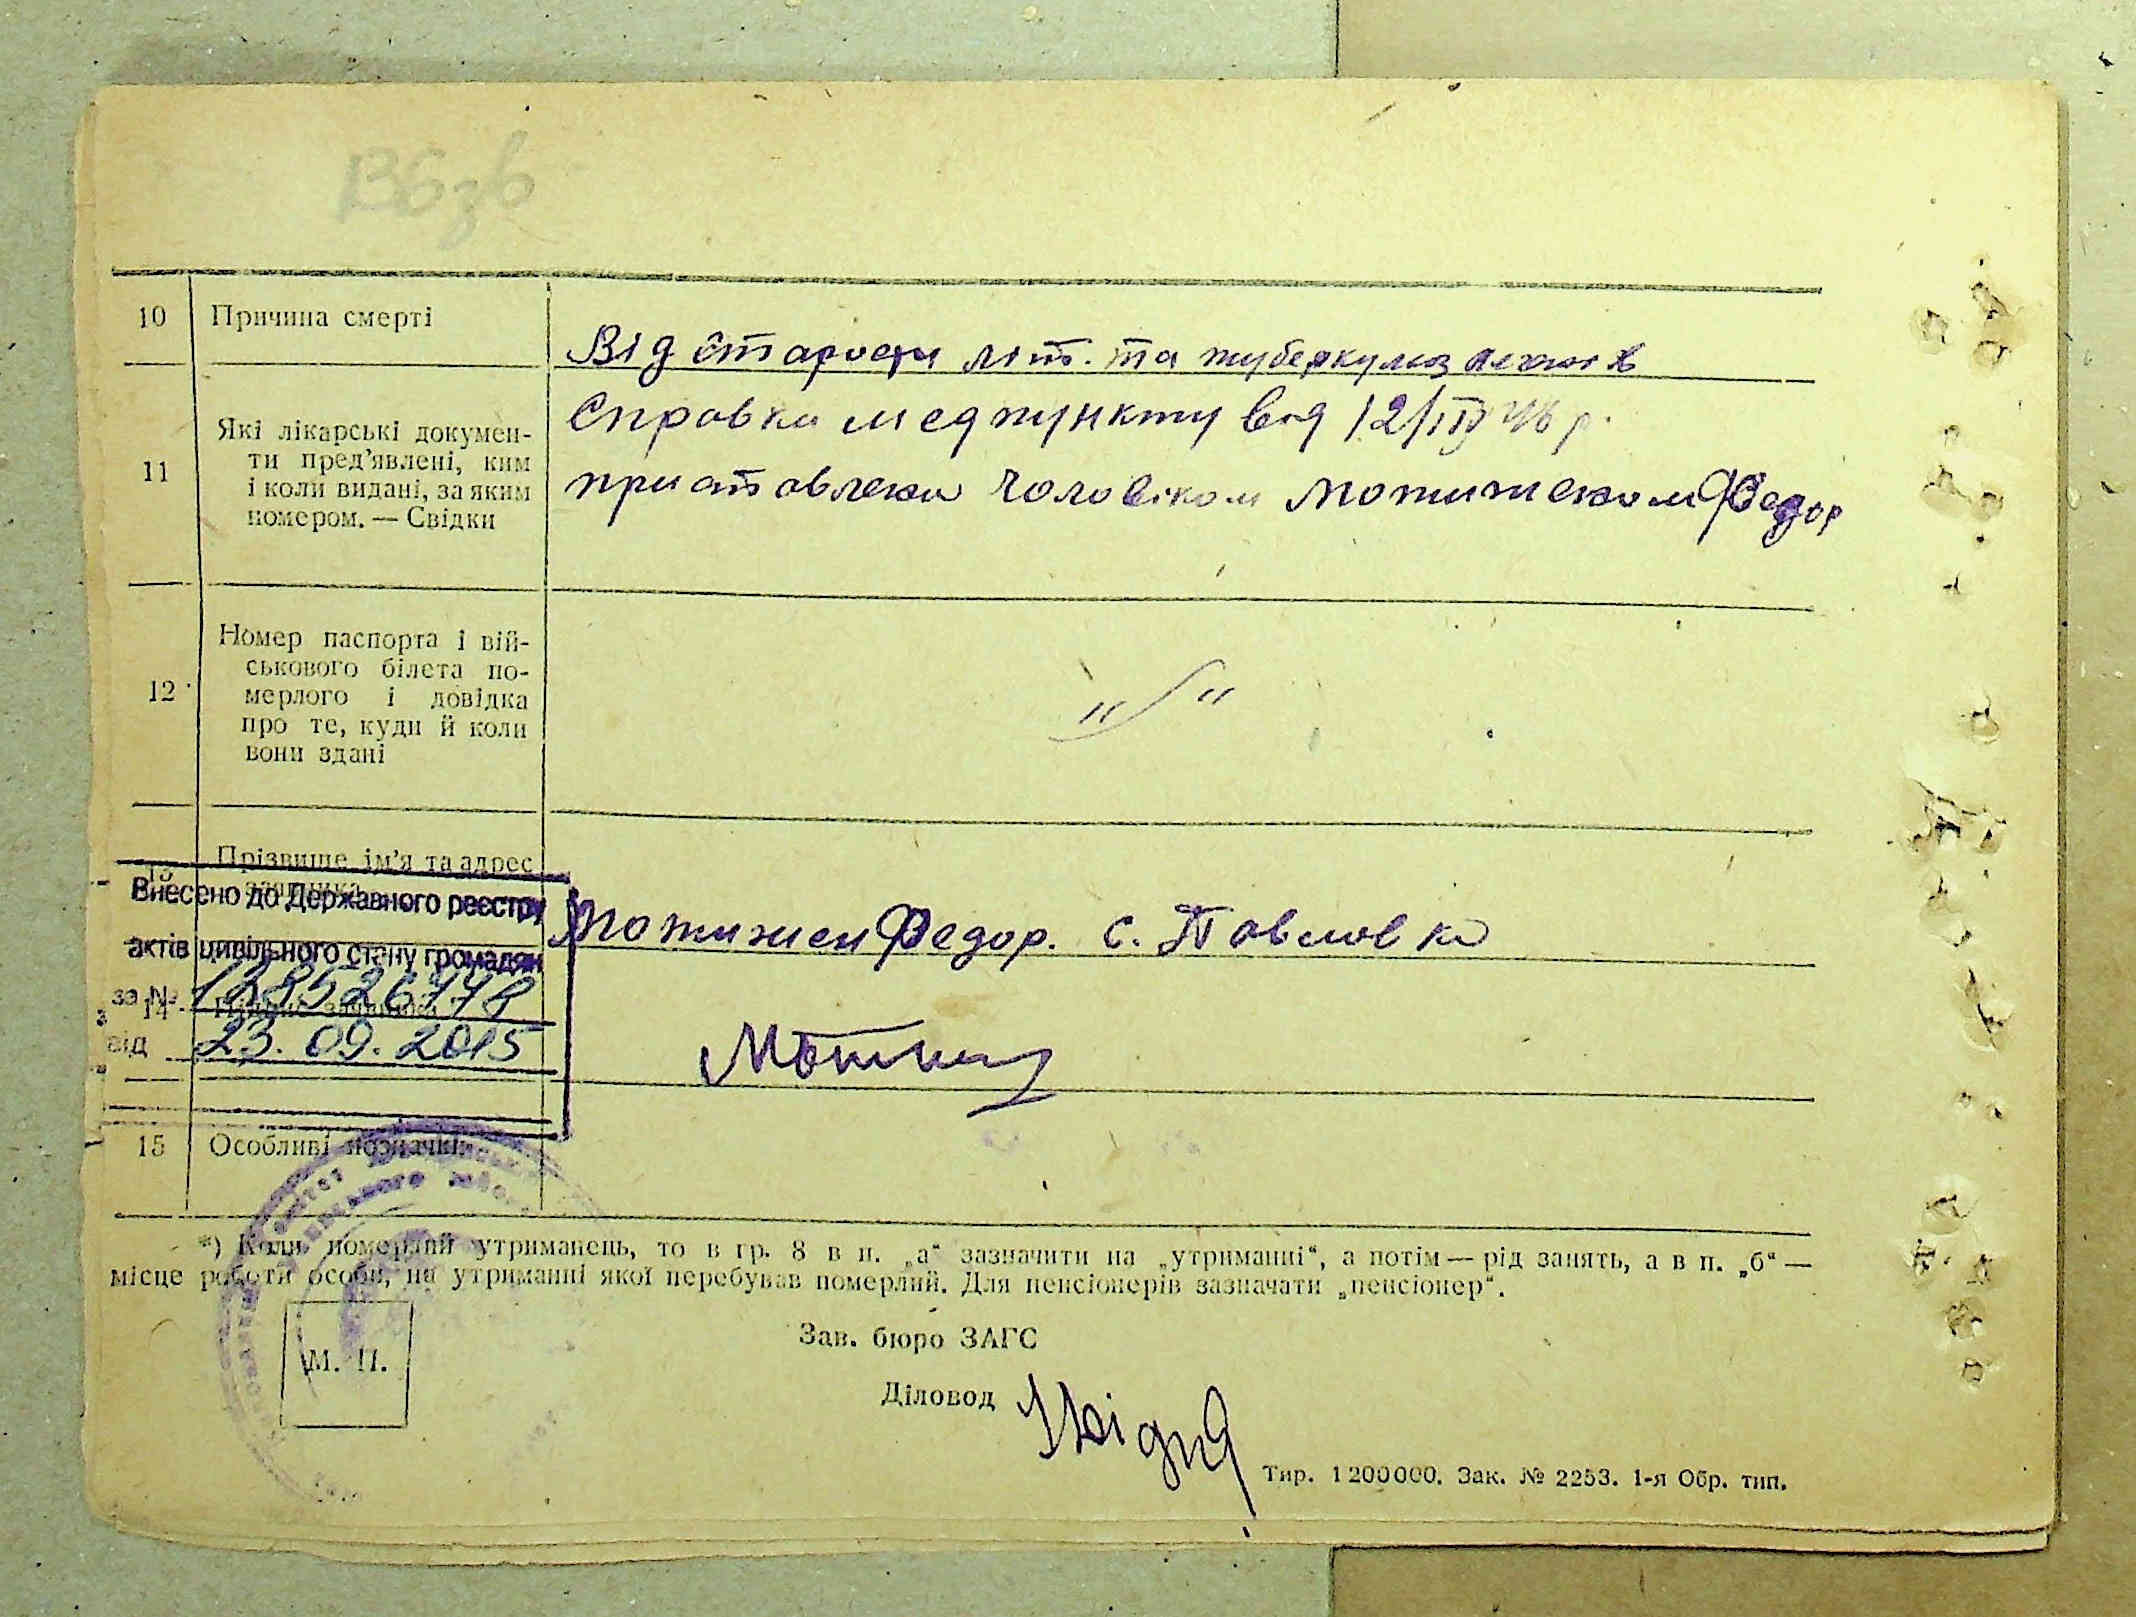 10 Причина смерті
Від старости літ. та туберкульоз легків
11
Які лікарські докумен-
ти пред'явлені, ким
і коли видані, за яким
номером. — Свідки
Справка медпункту від 12/III 46 р.
чоловіком Федор
12
Номер паспорта і вій-
ськового білета по-
мерлого і довідка
про те, куди й коли
вони здані
" "
Прізвище, ім'я та адрес
Федор. с. Павловка
Внесено до Державного реєстру
актів цивільного стану громадян
за № 128526778
від 23.09.2015
14
15 Особливі позначки
*) Коли померлий утриманець, то в гр. 8 в п. „а“ зазначити на „утриманні“, а потім — рід занять, а в п. „б“ —
місце роботи особи, на утриманні якої перебував померлий. Для пенсіонерів зазначати „пенсіонер“.
М. П.
Зав. бюро ЗАГС
Діловод
Тир. 1200000. Зак. № 2253. 1-я Обр. тип.